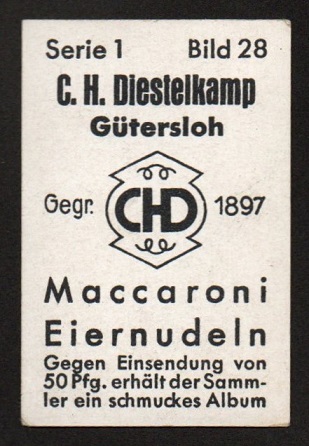 Serie 1 Bild 28
C. H. Diestelkamp
Gütersloh
Gegr. CHD 1897
Maccaroni
Eiernudeln
Gegen Einsendung von
50 Pfg. erhält der Samm-
ler ein schmuckes Album